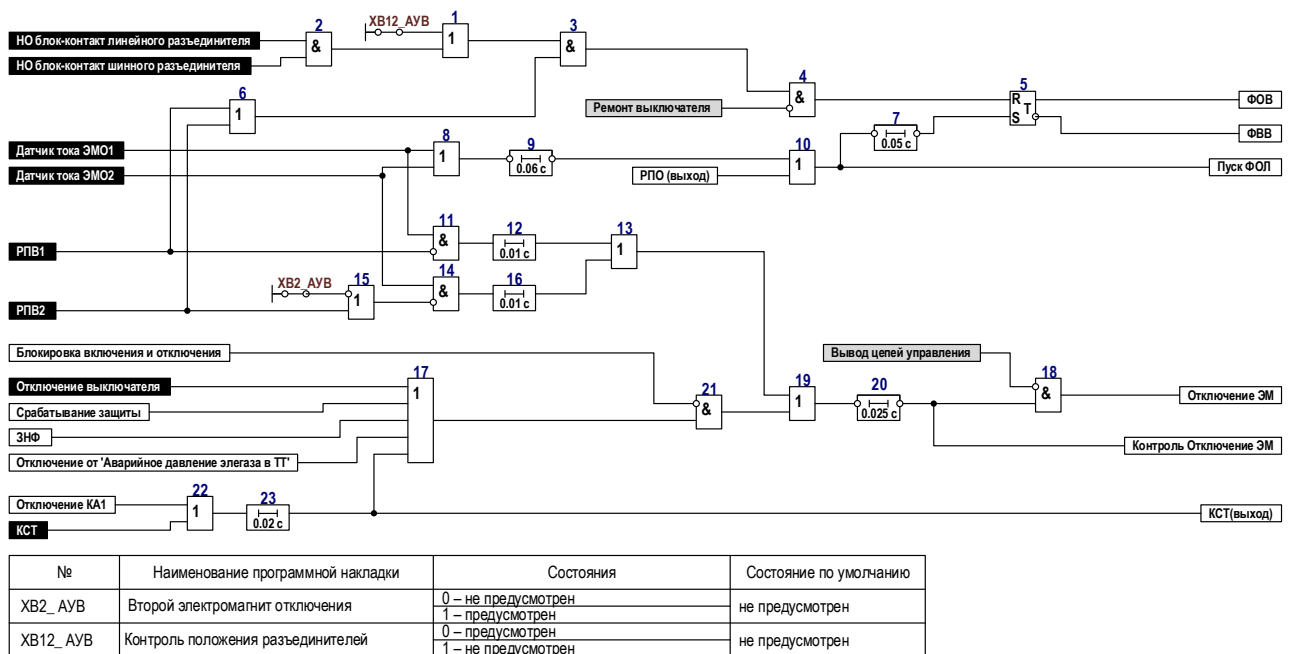 НО блок-контакт линейного разъединителя
НО блок-контакт шинного разъединителя
2
&
XB12_АУВ
1
1
3
&
6
1
Ремонт выключателя
4
&
5
R
T
S
ФОВ
ФВВ
7
0.05 с
Датчик тока ЭМО1
Датчик тока ЭМО2
8
1
9
0.06 с
РПО (выход)
10
1
Пуск ФОЛ
РПВ1
11
&
12
0.01 с
13
1
XB2_АУВ
15
1
14
&
16
0.01 с
РПВ2
Блокировка включения и отключения
Вывод цепей управления
Отключение выключателя
Срабатывание защиты
ЗНФ
Отключение от 'Аварийное давление элегаза в ТТ'
17
1
21
&
19
1
20
0.025 с
18
&
Отключение ЭМ
Контроль Отключение ЭМ
Отключение КА1
КСТ
22
1
23
0.02 с
КСТ(выход)
№ Наименование программной накладки Состояния Состояние по умолчанию
XB2_ АУВ Второй электромагнит отключения 0 – не предусмотрен не предусмотрен
1 – предусмотрен
XB12_ АУВ Контроль положения разъединителей 0 – предусмотрен не предусмотрен
1 – не предусмотрен